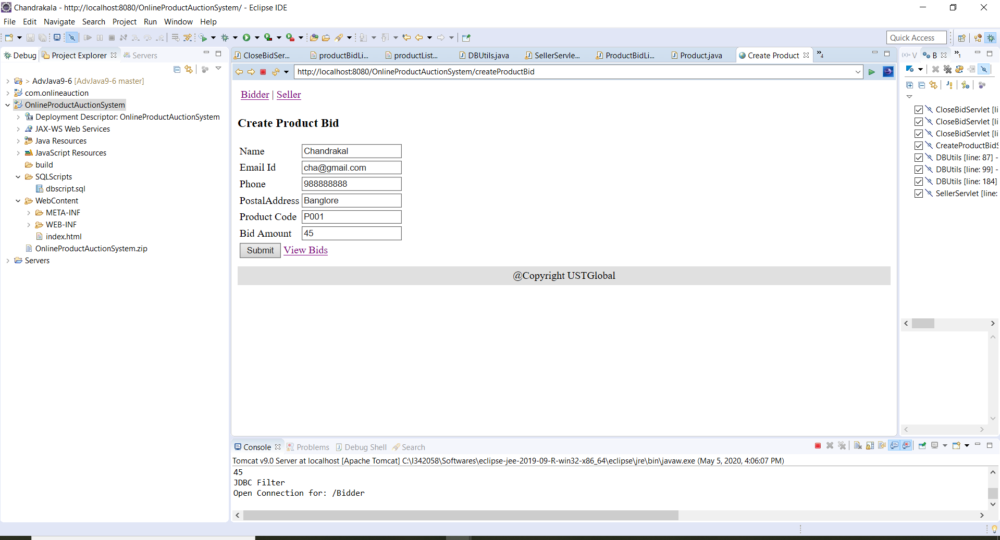 Chandrakala - http://localhost:8080/OnlineProductAuctionSystem/ - Eclipse IDE
File Edit Navigate Search Project Run Window Help
Quick Access
Debug Project Explorer Servers
AdvJava9-6 [AdvJava9-6 master]
com.onlineauction
OnlineProductAuctionSystem
Deployment Descriptor: OnlineProductAuctionSystem
JAX-WS Web Services
Java Resources
JavaScript Resources
build
SQLScripts
dbscript.sql
WebContent
META-INF
WEB-INF
index.html
OnlineProductAuctionSystem.zip
Servers
CloseBidSer... productBidLi... productList... DBUtils.java SellerServle... ProductBidLi... Product.java Create Product »4
http://localhost:8080/OnlineProductAuctionSystem/createProductBid
Bidder | Seller
Create Product Bid
Name Chandrakal
Email Id cha@gmail.com
Phone 988888888
PostalAddress Banglore
Product Code P001
Bid Amount 45
Submit View Bids
@Copyright USTGlobal
(x)= V B »1
CloseBidServlet [li
CloseBidServlet [li
CloseBidServlet [li
CreateProductBidS
DBUtils [line: 87] -
DBUtils [line: 99] -
DBUtils [line: 184]
SellerServlet [line:
Console Problems Debug Shell Search
Tomcat v9.0 Server at localhost [Apache Tomcat] C:\I342058\Softwares\eclipse-jee-2019-09-R-win32-x86_64\eclipse\jre\bin\javaw.exe (May 5, 2020, 4:06:07 PM)
45
JDBC Filter
Open Connection for: /Bidder